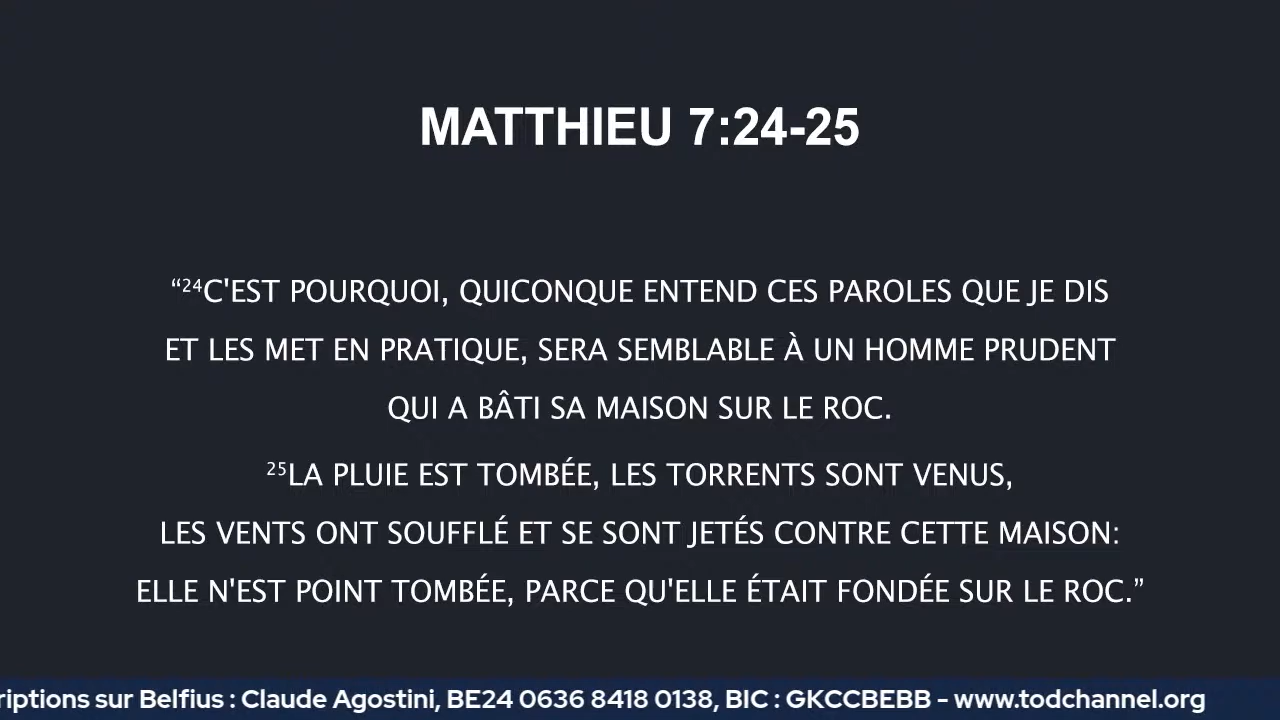 MATTHIEU 7:24-25
“24C'EST POURQUOI, QUICONQUE ENTEND CES PAROLES QUE JE DIS
ET LES MET EN PRATIQUE, SERA SEMBLABLE À UN HOMME PRUDENT
QUI A BÂTI SA MAISON SUR LE ROC.
25LA PLUIE EST TOMBÉE, LES TORRENTS SONT VENUS,
LES VENTS ONT SOUFFLÉ ET SE SONT JETÉS CONTRE CETTE MAISON:
ELLE N'EST POINT TOMBÉE, PARCE QU'ELLE ÉTAIT FONDÉE SUR LE ROC.”
riptions sur Belfius : Claude Agostini, BE24 0636 8418 0138, BIC : GKCCBEBB - www.todchannel.org